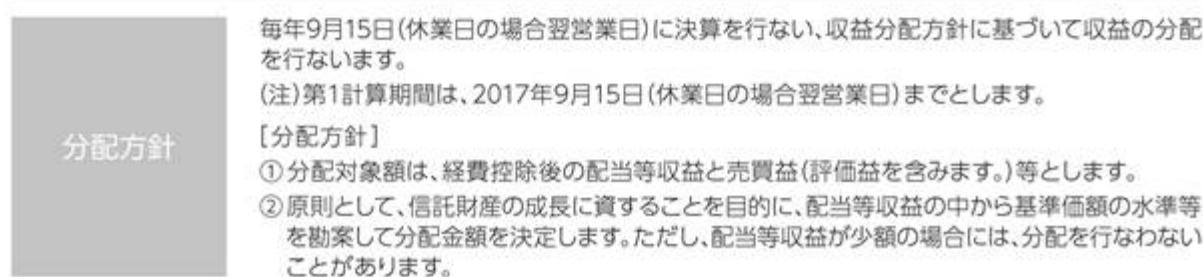 分配方針
毎年9月15日(休業日の場合翌営業日)に決算を行ない、収益分配方針に基づいて収益の分配
を行ないます。
(注)第1計算期間は、2017年9月15日(休業日の場合翌営業日)までとします。
[分配方針]
①分配対象額は、経費控除後の配当等収益と売買益(評価益を含みます。)等とします。
②原則として、信託財産の成長に資することを目的に、配当等収益の中から基準価額の水準等
を勘案して分配金額を決定します。ただし、配当等収益が少額の場合には、分配を行なわない
ことがあります。